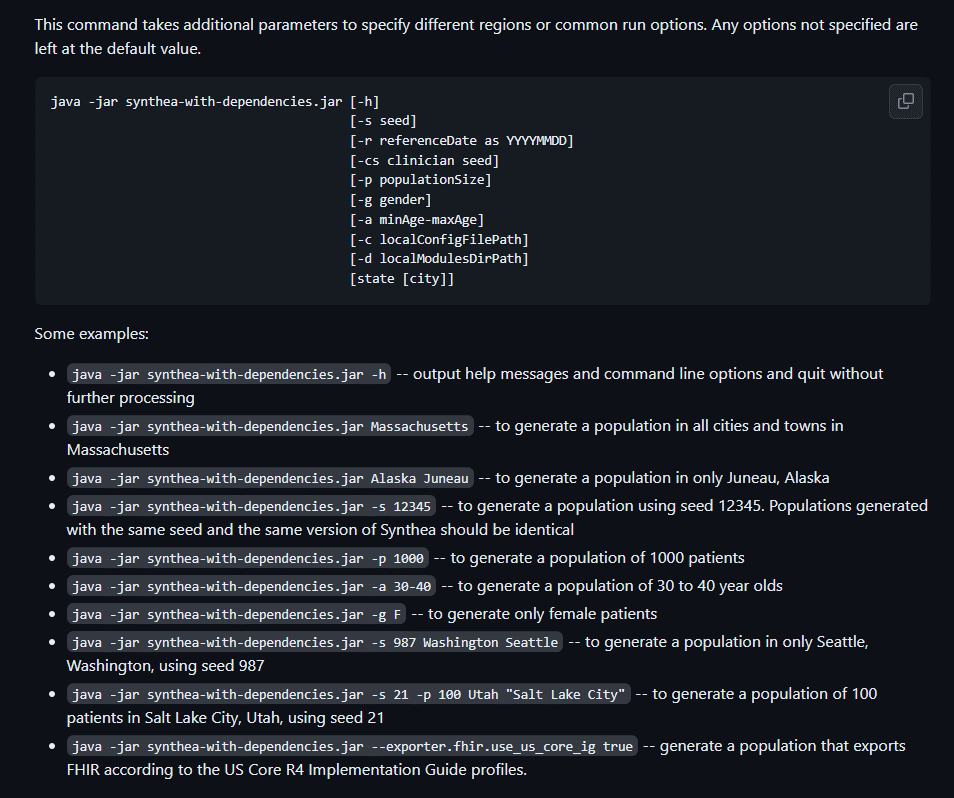 This command takes additional parameters to specify different regions or common run options. Any options not specified are
left at the default value.
java -jar synthea-with-dependencies.jar [-h]
[-s seed]
[-r referenceDate as YYYYMMDD]
[-cs clinician seed]
[-p populationSize]
[-g gender]
[-a minAge-maxAge]
[-c localConfigFilePath]
[-d localModulesDirPath]
[state [city]]
Some examples:
• java -jar synthea-with-dependencies.jar -h -- output help messages and command line options and quit without
further processing
• java -jar synthea-with-dependencies.jar Massachusetts -- to generate a population in all cities and towns in
Massachusetts
• java -jar synthea-with-dependencies.jar Alaska Juneau -- to generate a population in only Juneau, Alaska
• java -jar synthea-with-dependencies.jar -s 12345 -- to generate a population using seed 12345. Populations generated
with the same seed and the same version of Synthea should be identical
• java -jar synthea-with-dependencies.jar -p 1000 -- to generate a population of 1000 patients
• java -jar synthea-with-dependencies.jar -a 30-40 -- to generate a population of 30 to 40 year olds
• java -jar synthea-with-dependencies.jar -g F -- to generate only female patients
• java -jar synthea-with-dependencies.jar -s 987 Washington Seattle -- to generate a population in only Seattle,
Washington, using seed 987
• java -jar synthea-with-dependencies.jar -s 21 -p 100 Utah "Salt Lake City" -- to generate a population of 100
patients in Salt Lake City, Utah, using seed 21
• java -jar synthea-with-dependencies.jar --exporter.fhir.use_us_core_ig true -- generate a population that exports
FHIR according to the US Core R4 Implementation Guide profiles.